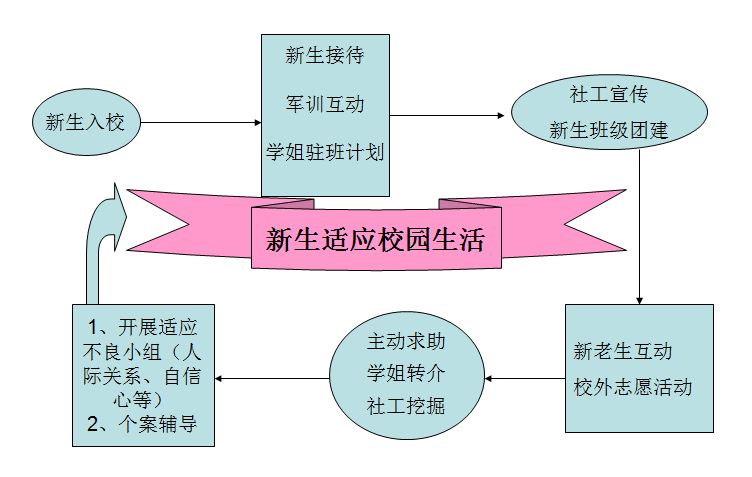 新生入校
新生接待
军训互动
学姐驻班计划
社工宣传
新生班级团建
新生适应校园生活
新老生互动
校外志愿活动
主动求助
学姐转介
社工挖掘
1、开展适应
不良小组（人
际关系、自信
心等）
2、个案辅导